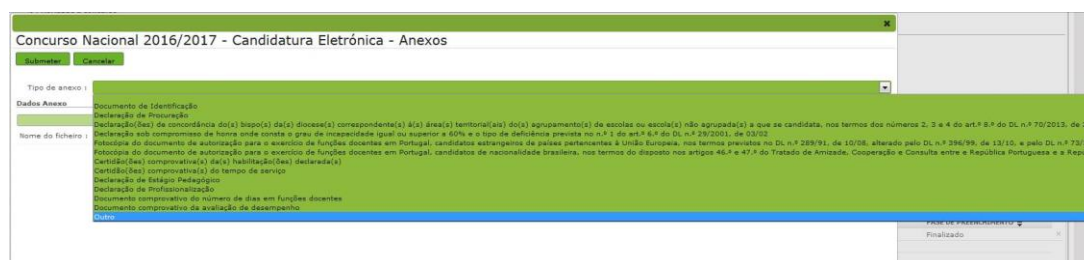 Concurso Nacional 2016/2017 - Candidatura Eletrónica - Anexos
Submeter Cancelar
Tipo de anexo :
Dados Anexo
Nome do ficheiro :
Documento de Identificação
Declaração de Procuração
Declaração(ões) de concordância do(s) bispo(s) da(s) diocese(s) correspondente(s) à(s) área(s) territorial(ais) do(s) agrupamento(s) de escolas ou escola(s) não agrupada(s) a que se candidata, nos termos dos números 2, 3 e 4 do art.º 9.º do DL n.º 70/2013, de
Declaração sob compromisso de honra onde consta o grau de incapacidade igual ou superior a 60% e o tipo de deficiência prevista no n.º 1 do art.º 6.º do DL n.º 29/2001, de 03/02
Fotocópia do documento de autorização para o exercício de funções docentes em Portugal, candidatos estrangeiros de países pertencentes à União Europeia, nos termos previstos no DL n.º 289/91, de 10/08, alterado pelo DL n.º 396/99, de 13/10, e pelo DL n.º 73/
Fotocópia do documento de autorização para o exercício de funções docentes em Portugal, candidatos de nacionalidade brasileira, nos termos do disposto nos artigos 46.º e 47.º do Tratado de Amizade, Cooperação e Consulta entre e República Portuguesa e a Repú
Certidão(ões) comprovativa(s) da(s) habilitação(ões) declarada(s)
Certidão(ões) comprovativa(s) do tempo de serviço
Declaração de Estágio Pedagógico
Declaração de Profissionalização
Documento comprovativo do número de dias em funções docentes
Documento comprovativo da avaliação de desempenho
Outro
FASE DE PREENCHIMENTO
Finalizado